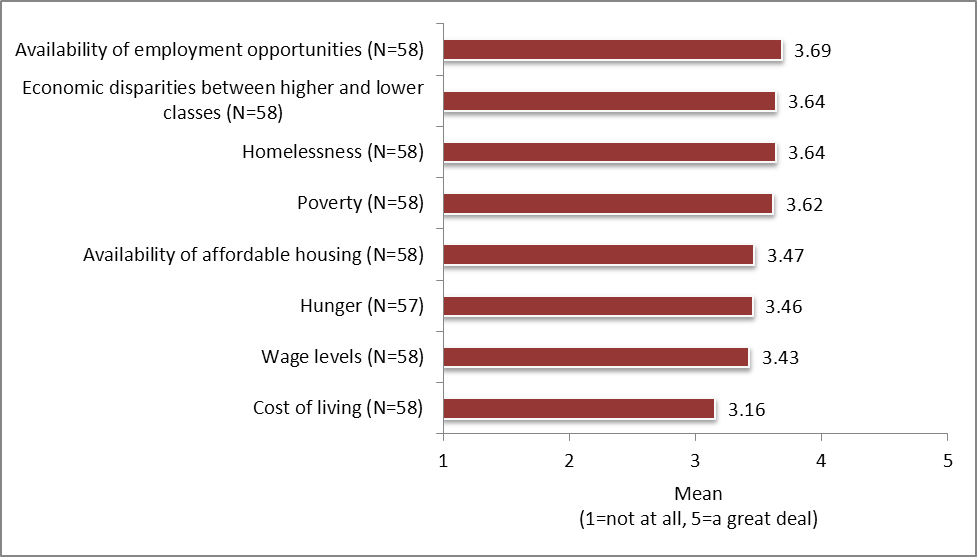 Availability of employment opportunities (N=58)
3.69
Economic disparities between higher and lower
classes (N=58)
3.64
Homelessness (N=58)
3.64
Poverty (N=58)
3.62
Availability of affordable housing (N=58)
3.47
Hunger (N=57)
3.46
Wage levels (N=58)
3.43
Cost of living (N=58)
3.16
1 2 3 4 5
Mean
(1=not at all, 5=a great deal)